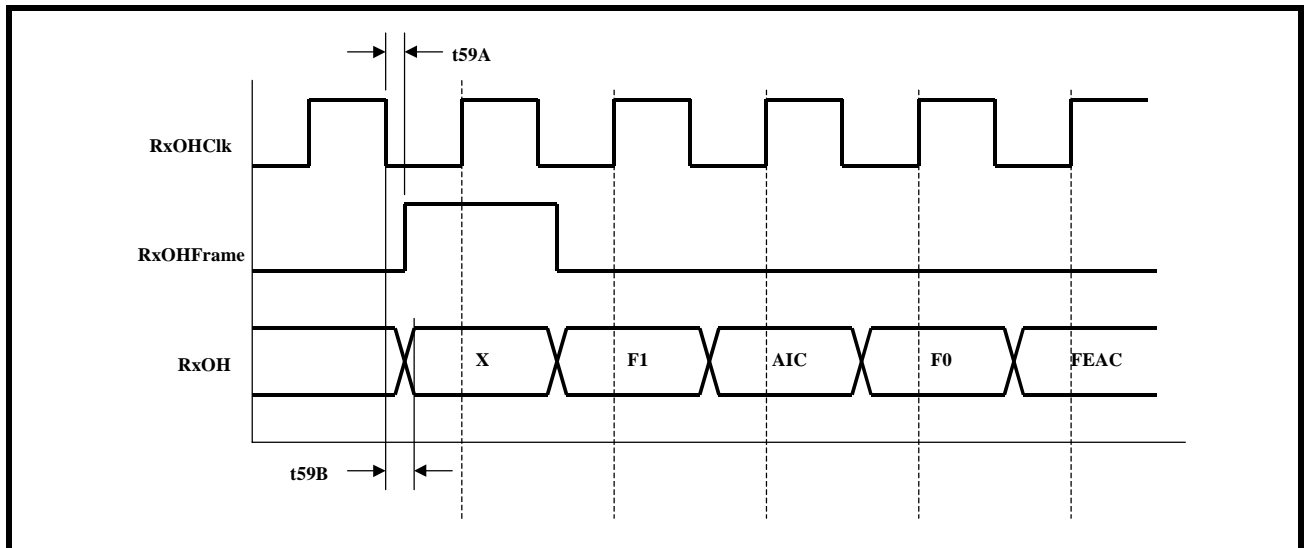 t59A
RxOHClk
RxOHFrame
RxOH
X
F1
AIC
F0
FEAC
t59B